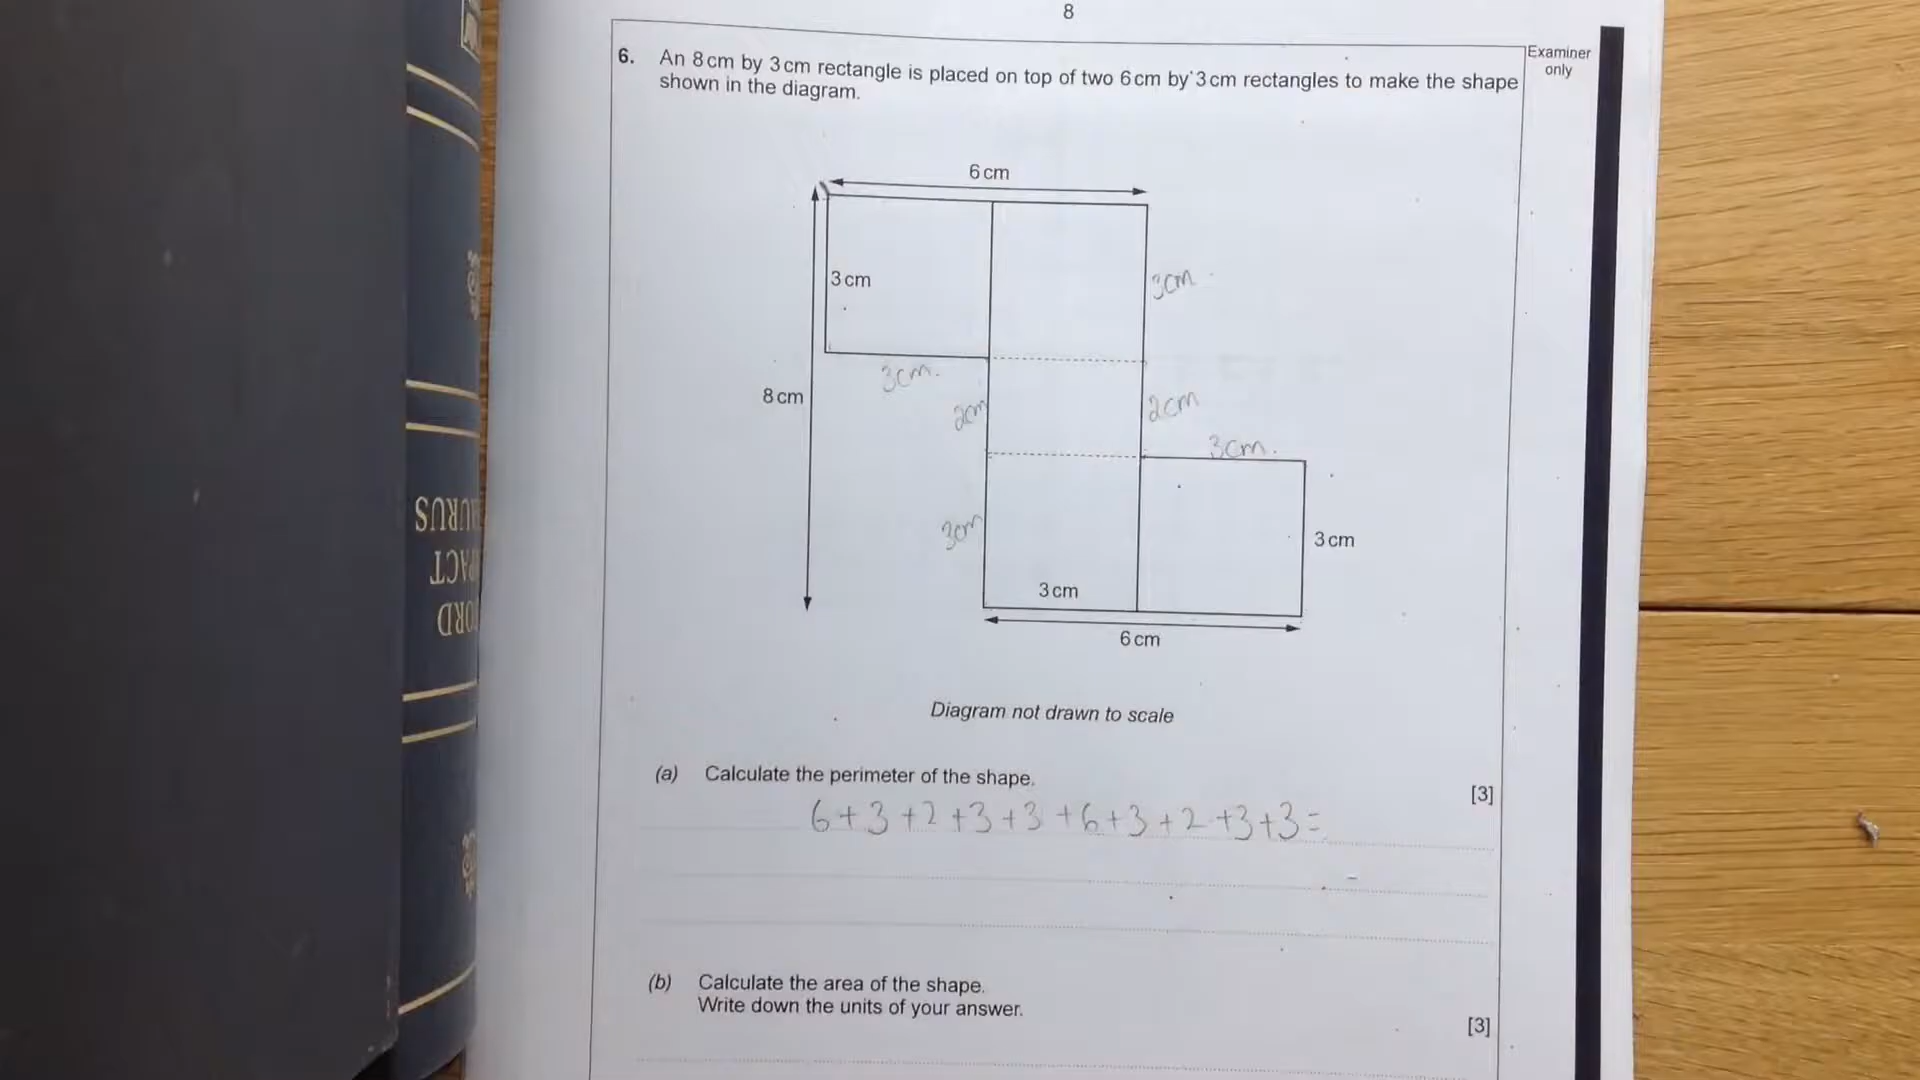 8
Examiner
only
6. An 8 cm by 3 cm rectangle is placed on top of two 6 cm by 3 cm rectangles to make the shape
shown in the diagram.
6 cm
3 cm
3cm
3cm.
8 cm
2cm
2cm
3cm.
3cm
3 cm
3 cm
6 cm
Diagram not drawn to scale
(a) Calculate the perimeter of the shape.
[3]
6+3+2+3+3+6+3+2+3+3=
(b) Calculate the area of the shape.
Write down the units of your answer.
[3]